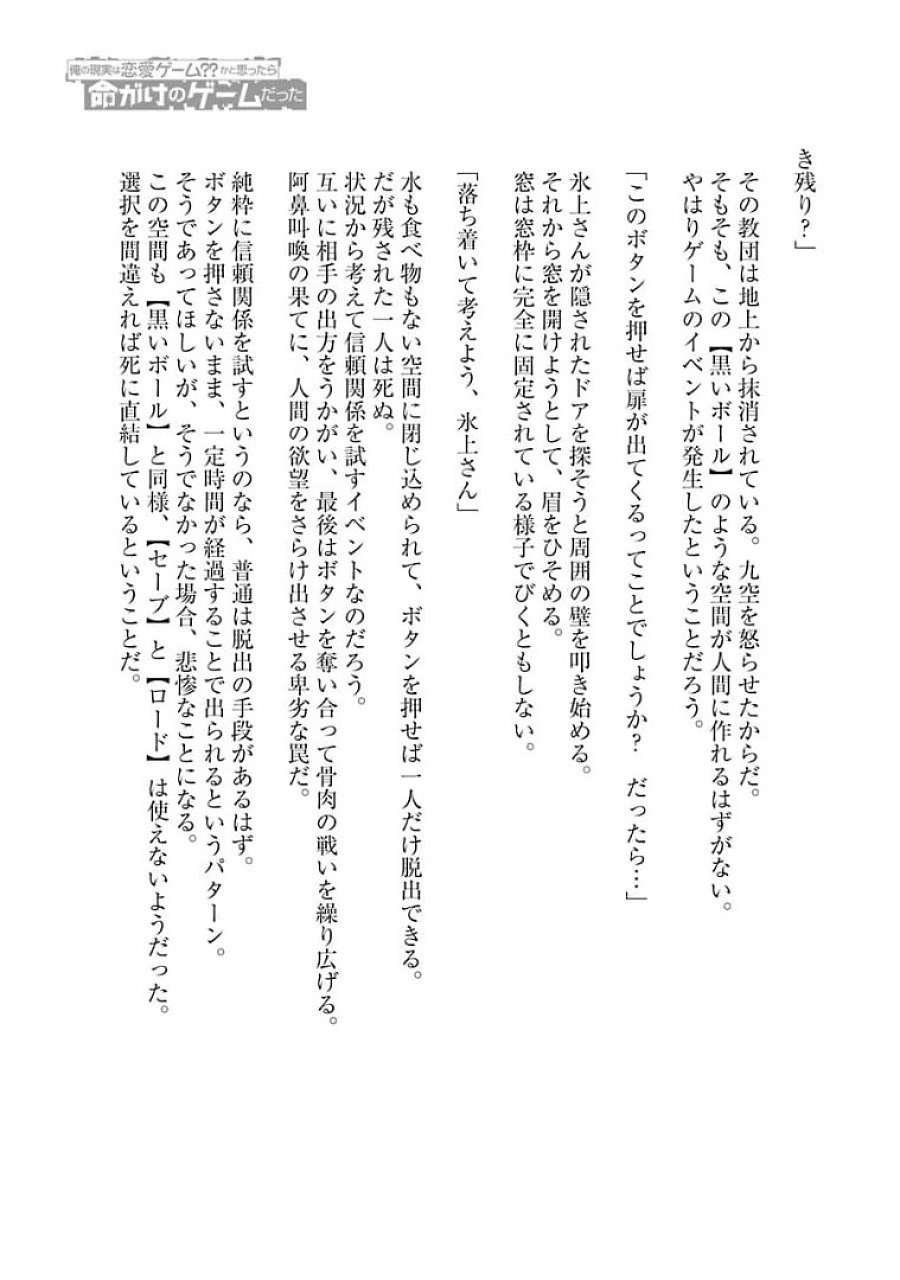 俺の現実は恋愛ゲーム??かと思ったら
命がけのゲームだった
き残り?」
その教団は地上から抹消されている。九空を怒らせたからだ。
そもそも、この【黒いボール】のような空間が人間に作れるはずがない。
やはりゲームのイベントが発生したということだろう。
「このボタンを押せば扉が出てくるってことでしょうか? だったら…」
氷上さんが隠されたドアを探そうと周囲の壁を叩き始める。
それから窓を開けようとして、眉をひそめる。
窓は窓枠に完全に固定されている様子でびくともしない。
「落ち着いて考えよう、氷上さん」
水も食べ物もない空間に閉じ込められて、ボタンを押せば一人だけ脱出できる。
だが残された一人は死ぬ。
状況から考えて信頼関係を試すイベントなのだろう。
互いに相手の出方をうかがい、最後はボタンを奪い合って骨肉の戦いを繰り広げる。
阿鼻叫喚の果てに、人間の欲望をさらけ出させる卑劣な罠だ。
純粋に信頼関係を試すというのなら、普通は脱出の手段があるはず。
ボタンを押さないまま、一定時間が経過することで出られるというパターン。
そうであってほしいが、そうでなかった場合、悲惨なことになる。
この空間も【黒いボール】と同様、【セーブ】と【ロード】は使えないようだった。
選択を間違えれば死に直結しているということだ。